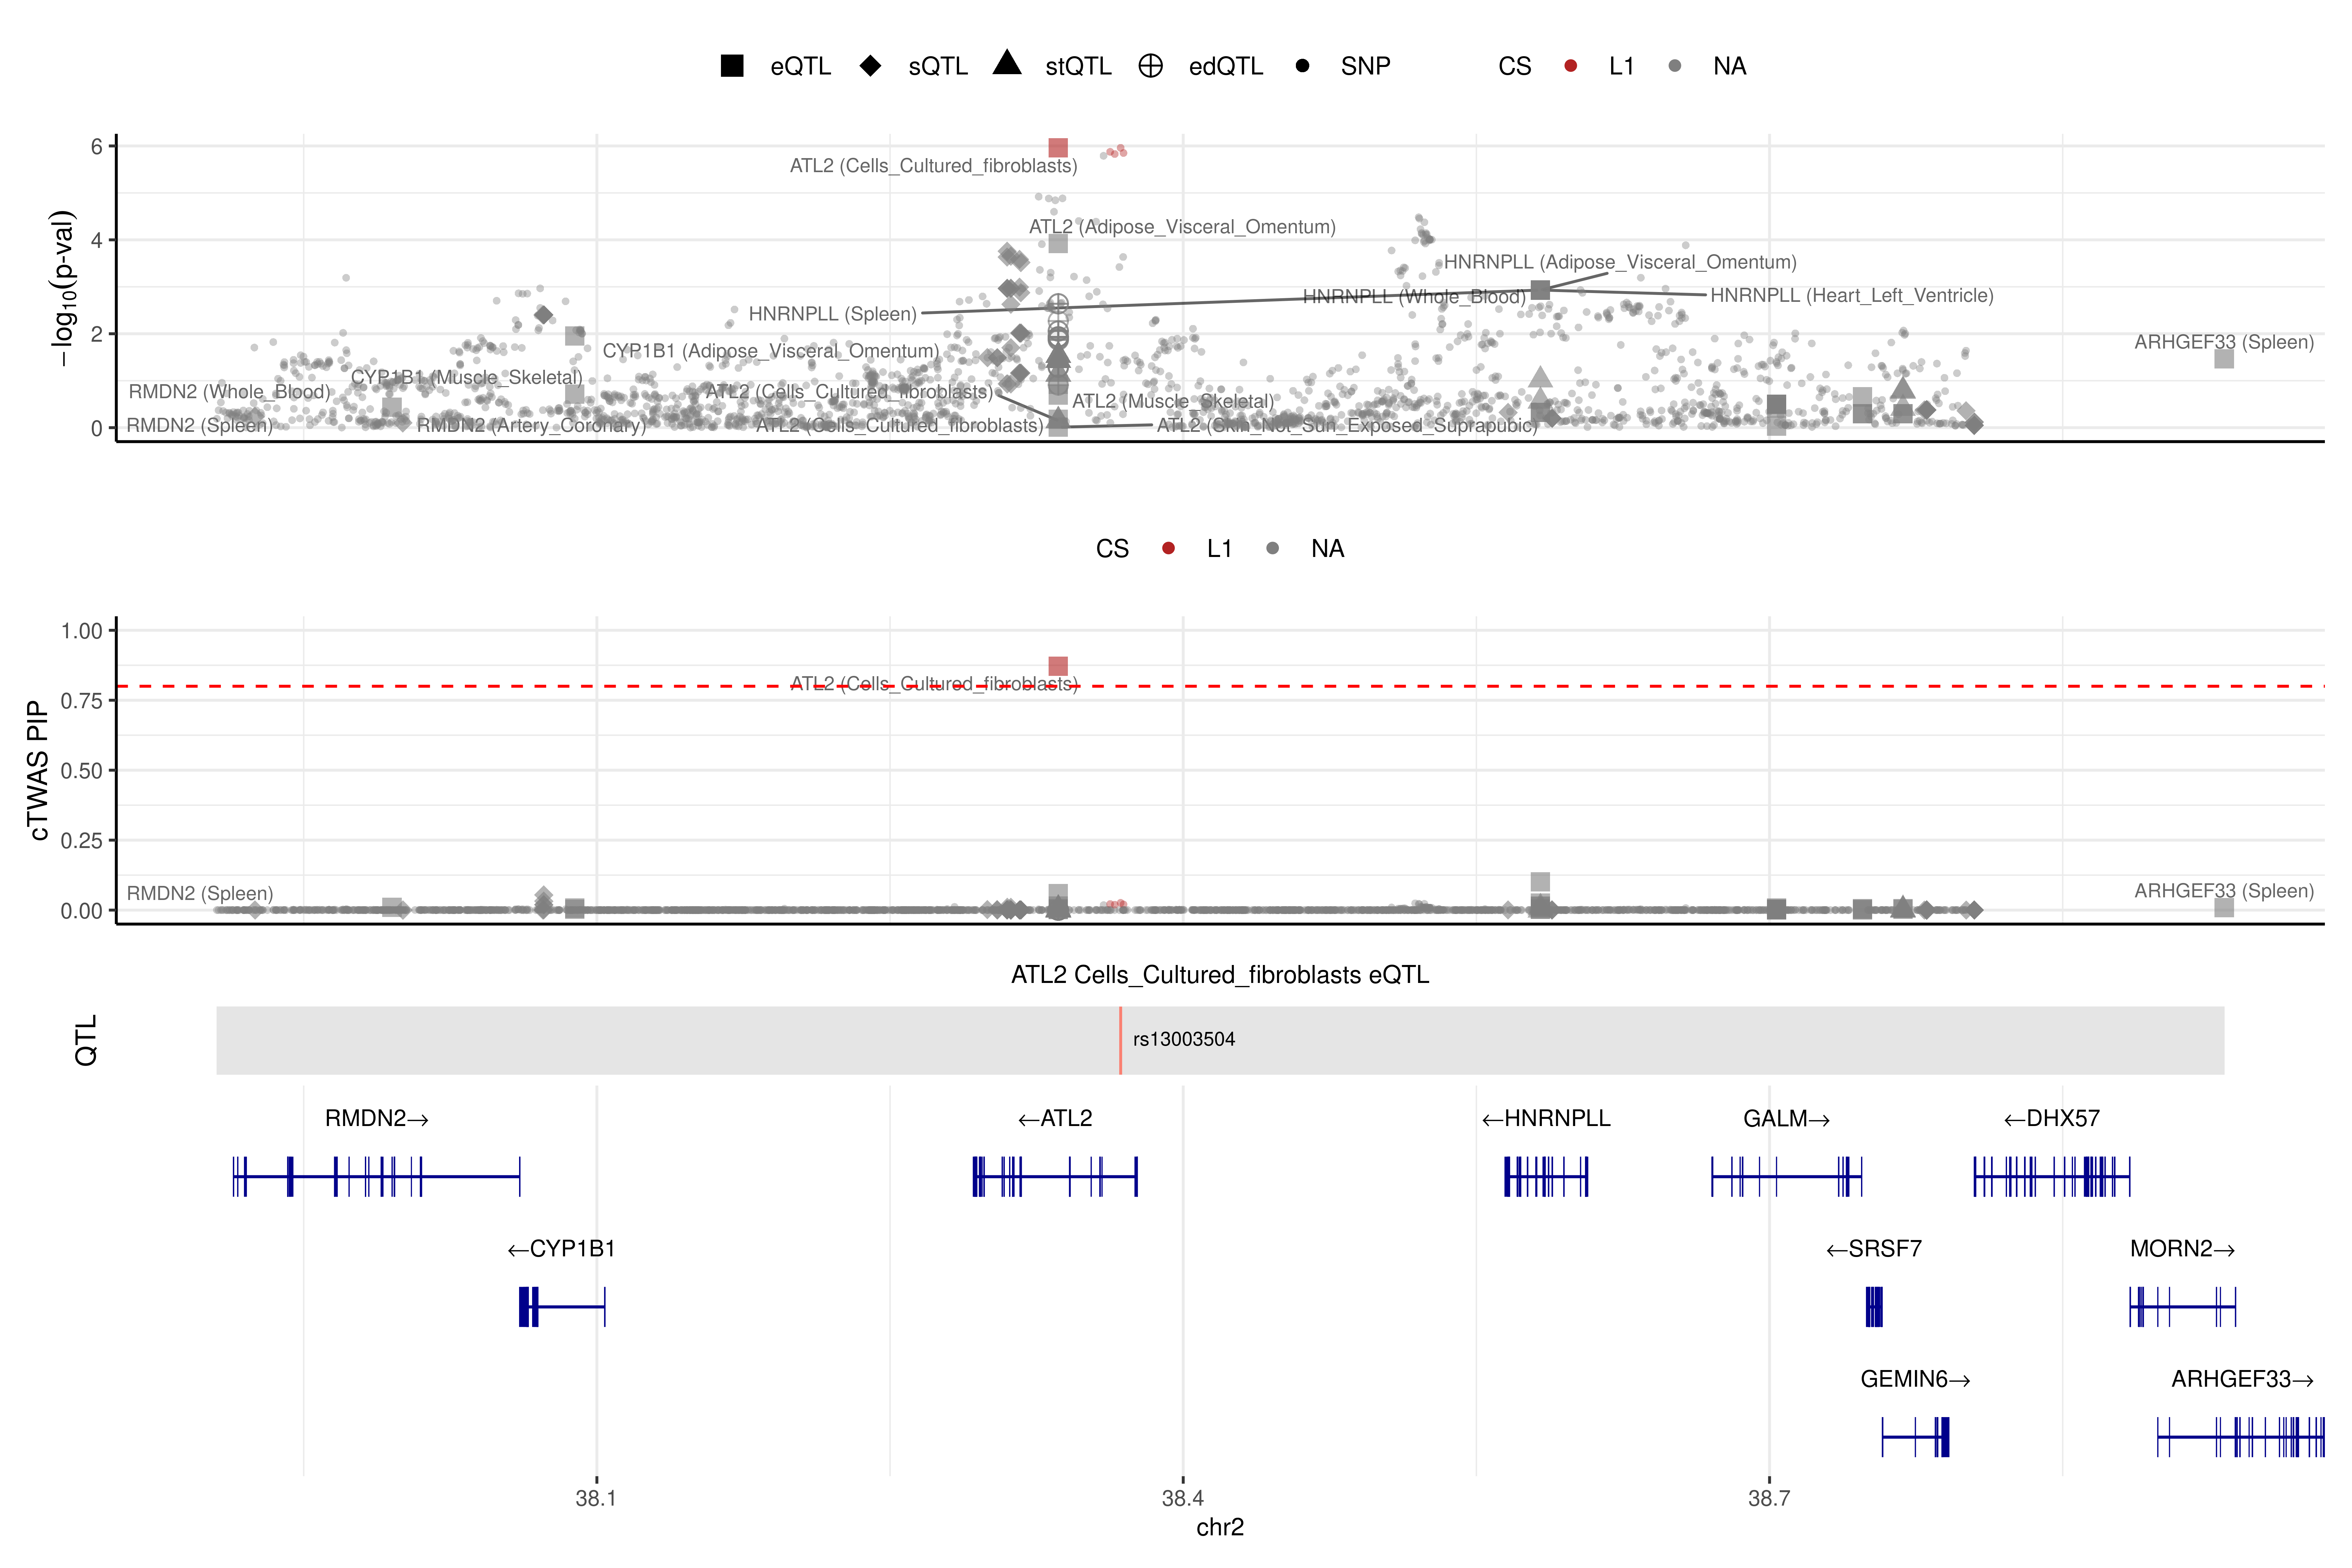 eQTL sQTL stQTL edQTL SNP CS L1 NA
6
ATL2 (Cells_Cultured_fibroblasts)
ATL2 (Adipose_Visceral_Omentum)
4
HNRNPLL (Adipose_Visceral_Omentum)
HNRNPLL (Whole_Blood)
HNRNPLL (Heart_Left_Ventricle)
HNRNPLL (Spleen)
2
ARHGEF33 (Spleen)
CYP1B1 (Adipose_Visceral_Omentum)
CYP1B1 (Muscle_Skeletal)
RMDN2 (Whole_Blood)
ATL2 (Cells_Cultured_fibroblasts)
ATL2 (Muscle_Skeletal)
0
RMDN2 (Spleen)
RMDN2 (Artery_Coronary)
ATL2 (Cells_Cultured_fibroblasts)
ATL2 (Skin_Not_Sun_Exposed_Suprapubic)
−log10(p-val)
CS L1 NA
1.00
ATL2 (Cells_Cultured_fibroblasts)
0.75
0.50
0.25
0.00
RMDN2 (Spleen)
ARHGEF33 (Spleen)
cTWAS PIP
ATL2 Cells_Cultured_fibroblasts eQTL
QTL
rs13003504
RMDN2→ ←ATL2 ←HNRNPLL GALM→ ←DHX57
←CYP1B1 ←SRSF7 MORN2→
GEMIN6→ ARHGEF33→
38.1 38.4 38.7
chr2